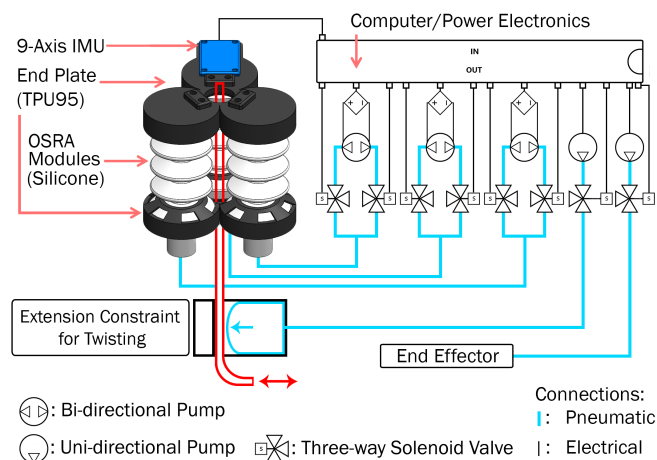 Computer/Power Electronics
9-Axis IMU
IN
OUT
End Plate
(TPU95)
+ -
+ -
+ -
OSRA
Modules
(Silicone)
S
S
S
S
S
S
S
S
Extension Constraint
for Twisting
End Effector
Connections:
: Bi-directional Pump
: Pneumatic
: Uni-directional Pump
S
: Three-way Solenoid Valve
: Electrical